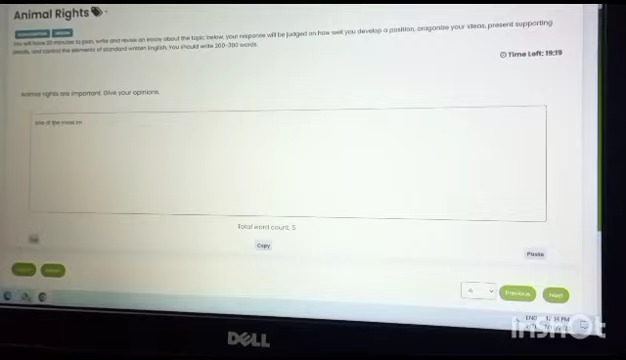 Animal Rights
You will have 20 minutes to plan, write and revise an essay about the topic below. your response will be judged on how well you develop a position, oragonise your ideas, present supporting
details, and control the elements of standard written English. You should write 200-300 words.
Time Left: 19:19
Animal rights are important. Give your opinions.
one of the most im
Total word count: 5
Copy
Paste
Previous
Next
ENG
DELL
inshot